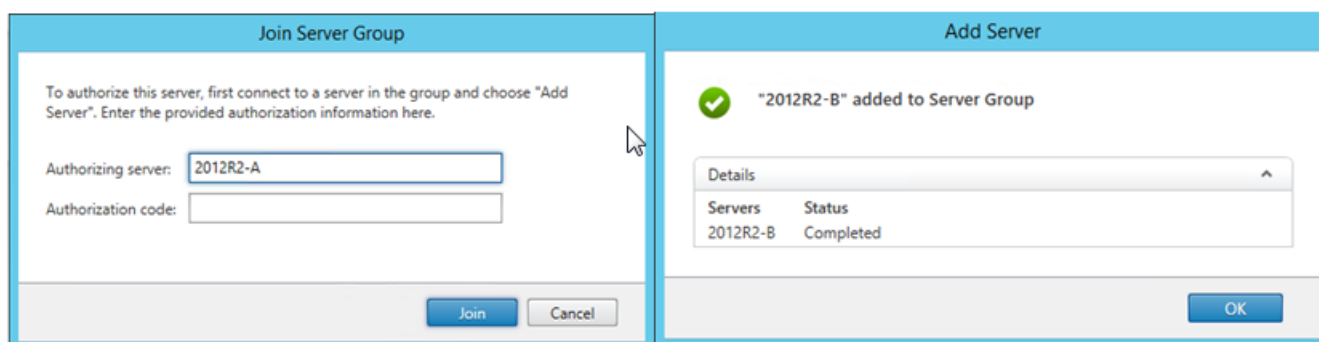 Join Server Group
To authorize this server, first connect to a server in the group and choose "Add
Server". Enter the provided authorization information here.
Authorizing server: 2012R2-A
Authorization code:
Join Cancel
Add Server
"2012R2-B" added to Server Group
Details
Servers Status
2012R2-B Completed
OK